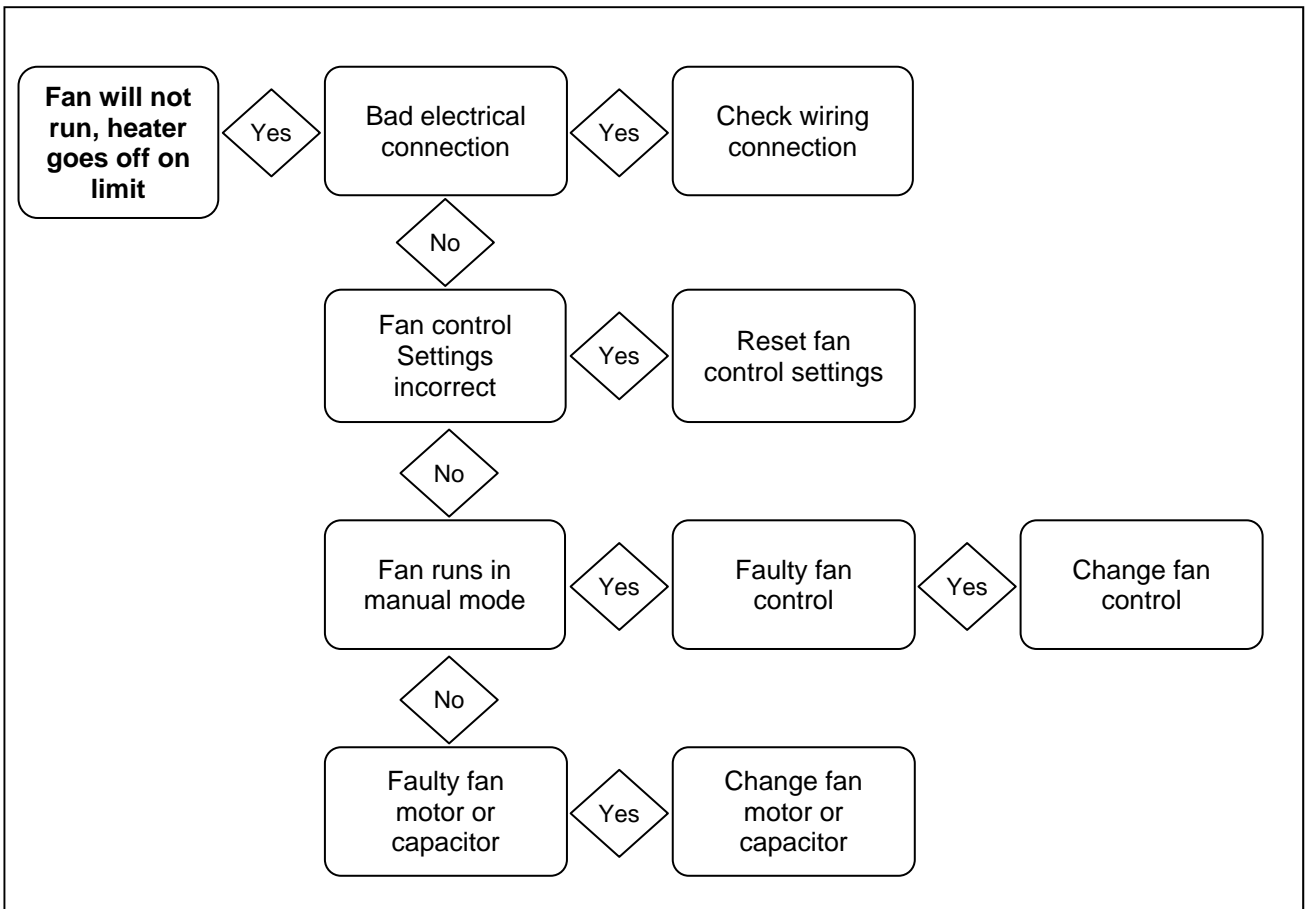 Fan will not
run, heater
goes off on
limit
Yes
Bad electrical
connection
Yes
Check wiring
connection
No
Fan control
Settings
incorrect
Yes
Reset fan
control settings
No
Fan runs in
manual mode
Yes
Faulty fan
control
Yes
Change fan
control
No
Faulty fan
motor or
capacitor
Yes
Change fan
motor or
capacitor